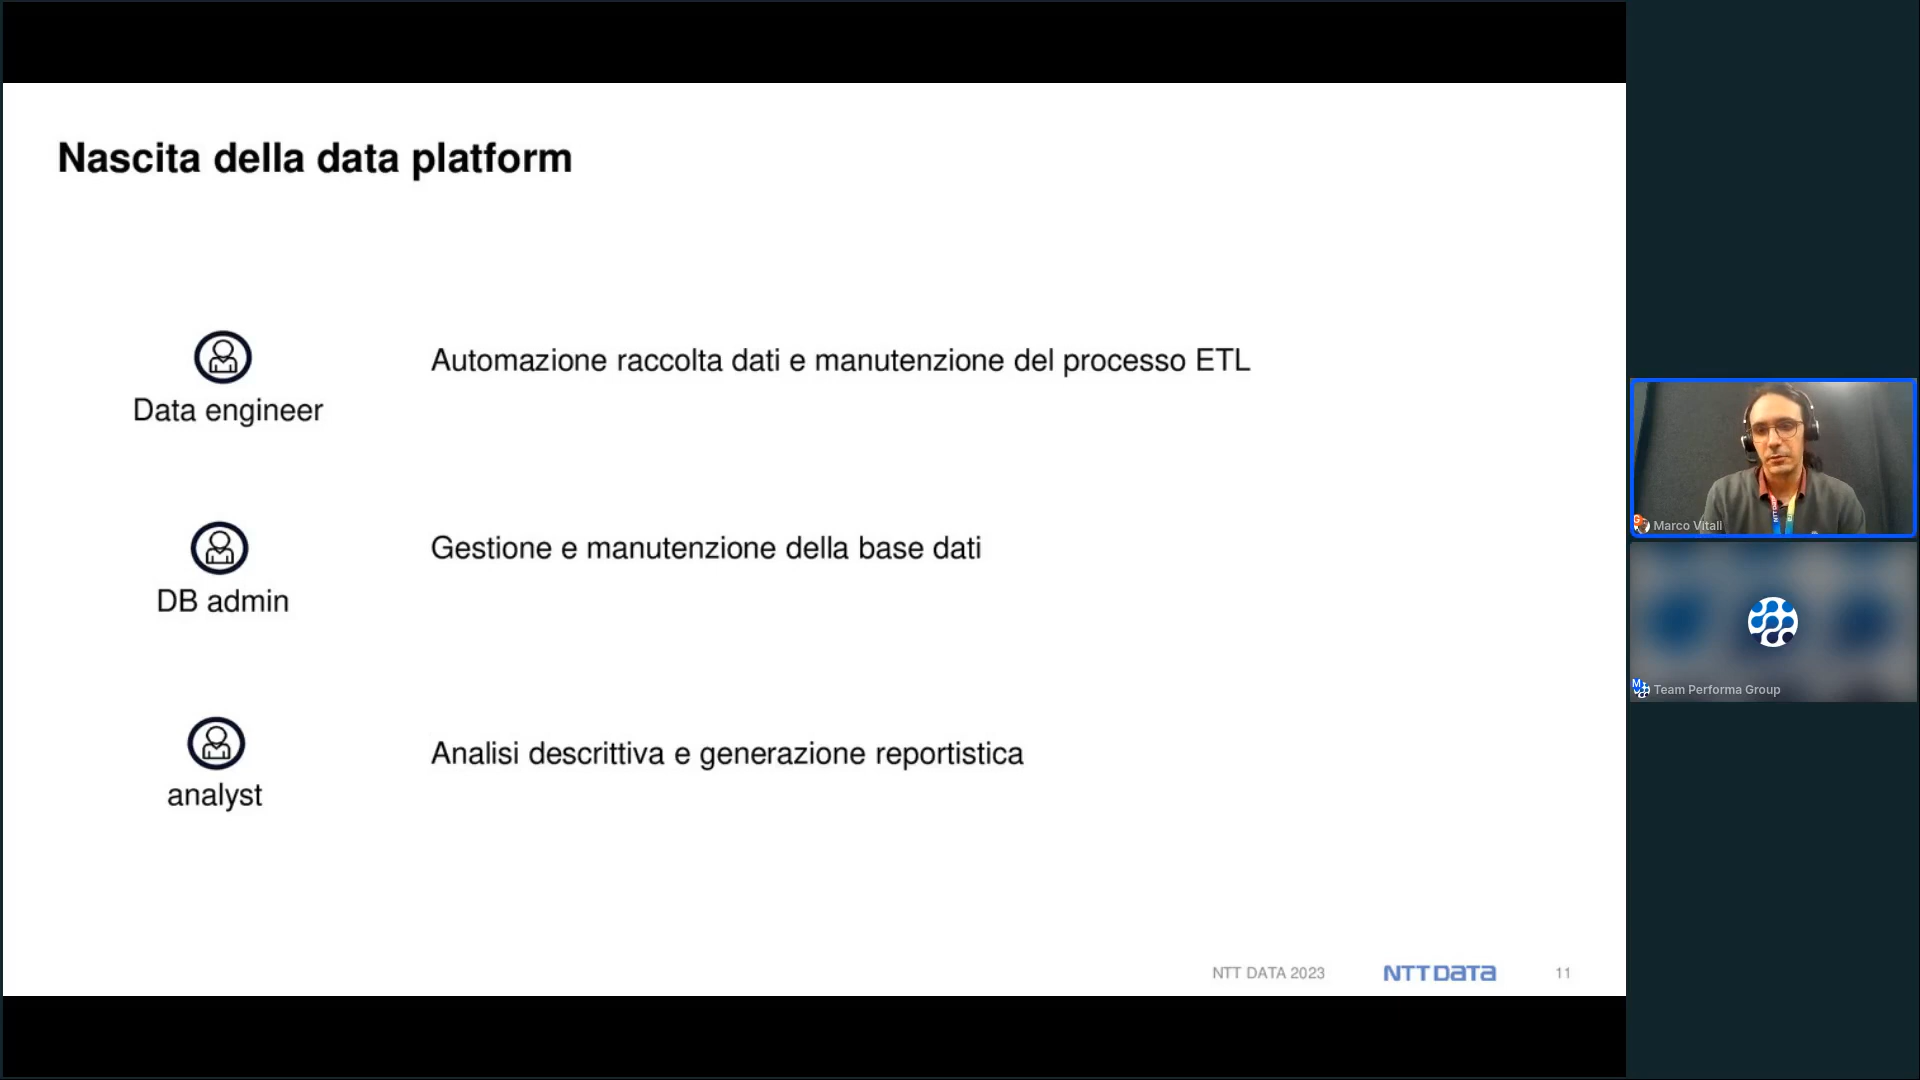 Nascita della data platform
Automazione raccolta dati e manutenzione del processo ETL
Data engineer
Gestione e manutenzione della base dati
DB admin
Analisi descrittiva e generazione reportistica
analyst
NTT DATA 2023
NTT DATA
11
Marco Vitali
Team Performa Group